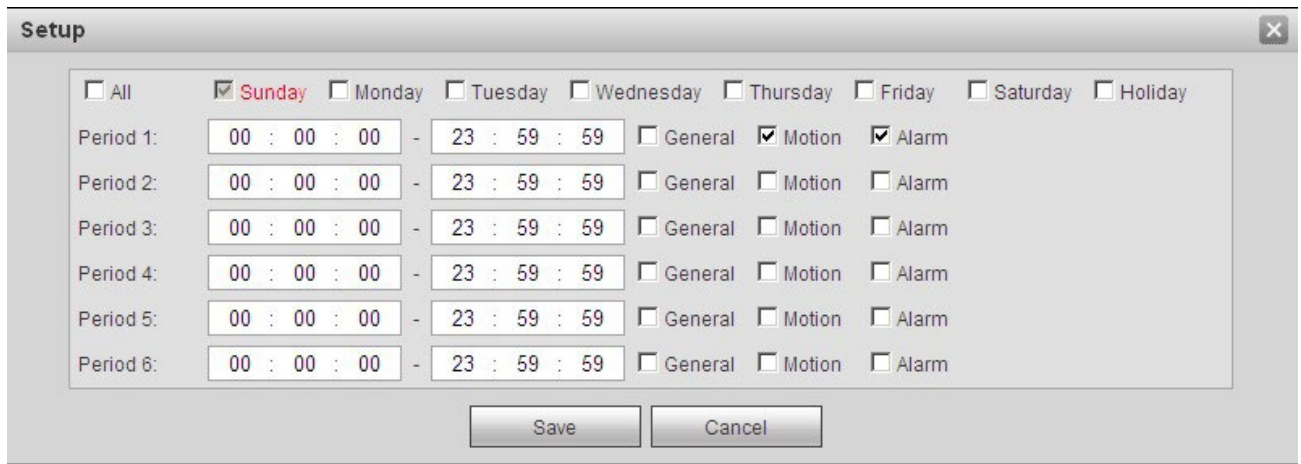 Setup
All Sunday Monday Tuesday Wednesday Thursday Friday Saturday Holiday
Period 1: 00 : 00 : 00 - 23 : 59 : 59 General Motion Alarm
Period 2: 00 : 00 : 00 - 23 : 59 : 59 General Motion Alarm
Period 3: 00 : 00 : 00 - 23 : 59 : 59 General Motion Alarm
Period 4: 00 : 00 : 00 - 23 : 59 : 59 General Motion Alarm
Period 5: 00 : 00 : 00 - 23 : 59 : 59 General Motion Alarm
Period 6: 00 : 00 : 00 - 23 : 59 : 59 General Motion Alarm
Save Cancel